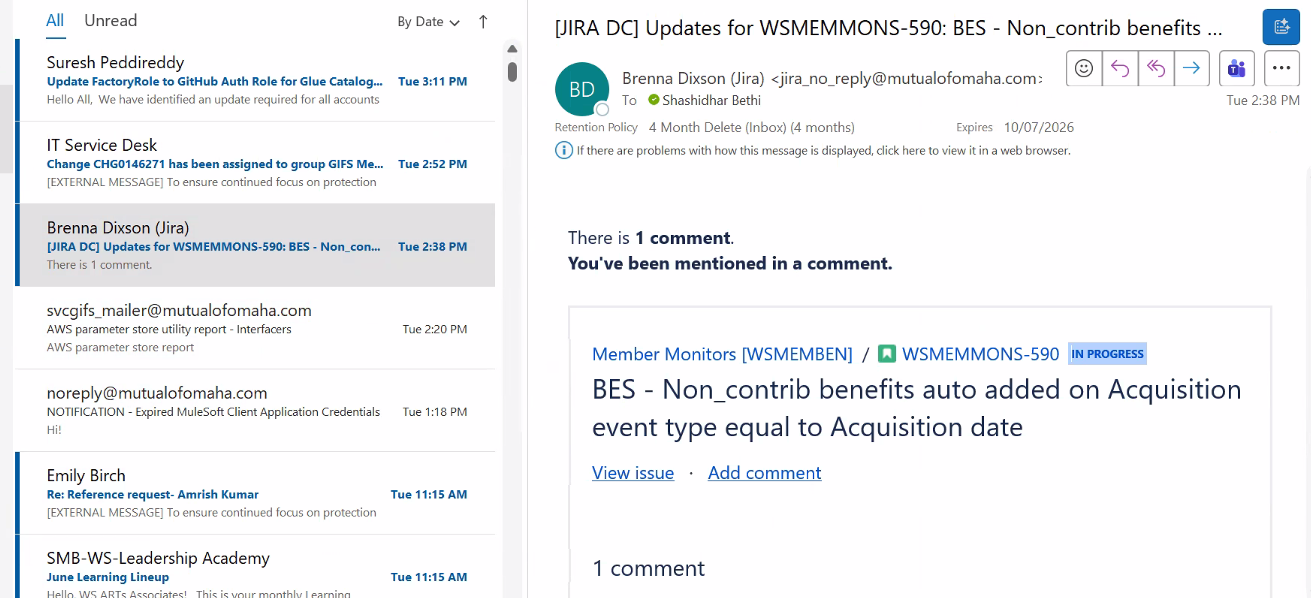 All Unread By Date
Suresh Peddireddy
Update FactoryRole to GitHub Auth Role for Glue Catalog... Tue 3:11 PM
Hello All, We have identified an update required for all accounts
IT Service Desk
Change CHG0146271 has been assigned to group GIFS Me... Tue 2:52 PM
[EXTERNAL MESSAGE] To ensure continued focus on protection
Brenna Dixson (Jira)
[JIRA DC] Updates for WSMEMMONS-590: BES - Non_con... Tue 2:38 PM
There is 1 comment.
svcgifs_mailer@mutualofomaha.com
AWS parameter store utility report - Interfacers Tue 2:20 PM
AWS parameter store report
noreply@mutualofomaha.com
NOTIFICATION - Expired MuleSoft Client Application Credentials Tue 1:18 PM
Hi!
Emily Birch
Re: Reference request- Amrish Kumar Tue 11:15 AM
[EXTERNAL MESSAGE] To ensure continued focus on protection
SMB-WS-Leadership Academy
June Learning Lineup Tue 11:15 AM
Hello, WS ARTs Associates! This is your monthly Learning
[JIRA DC] Updates for WSMEMMONS-590: BES - Non_contrib benefits ...
BD
Brenna Dixson (Jira) <jira_no_reply@mutualofomaha.com>
To Shashidhar Bethi
Tue 2:38 PM
Retention Policy 4 Month Delete (Inbox) (4 months) Expires 10/07/2026
If there are problems with how this message is displayed, click here to view it in a web browser.
There is 1 comment.
You've been mentioned in a comment.
Member Monitors [WSMEMBEN] / WSMEMMONS-590 IN PROGRESS
BES - Non_contrib benefits auto added on Acquisition
event type equal to Acquisition date
View issue · Add comment
1 comment